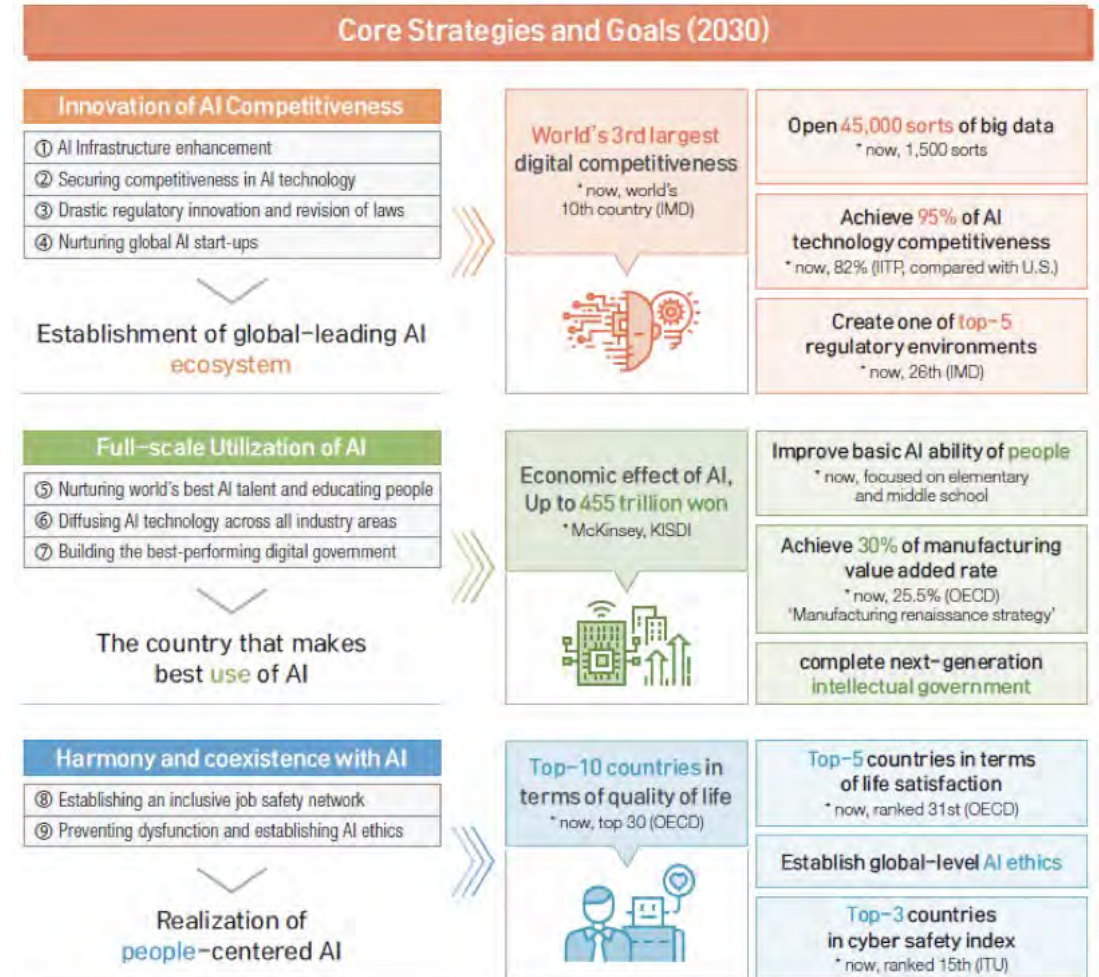 Core Strategies and Goals (2030)
Innovation of AI Competitiveness
① AI Infrastructure enhancement
② Securing competitiveness in AI technology
③ Drastic regulatory innovation and revision of laws
④ Nurturing global AI start-ups
Establishment of global-leading AI
ecosystem
World's 3rd largest
digital competitiveness
* now, world's
10th country (IMD)
Open 45,000 sorts of big data
* now, 1,500 sorts
Achieve 95% of AI
technology competitiveness
* now, 82% (IITP, compared with U.S.)
Create one of top-5
regulatory environments
* now, 26th (IMD)
Full-scale Utilization of AI
⑤ Nurturing world's best AI talent and educating people
⑥ Diffusing AI technology across all industry areas
⑦ Building the best-performing digital government
The country that makes
best use of AI
Economic effect of AI,
Up to 455 trillion won
* McKinsey, KISDI
Improve basic AI ability of people
* now, focused on elementary
and middle school
Achieve 30% of manufacturing
value added rate
* now, 25.5% (OECD)
'Manufacturing renaissance strategy'
complete next-generation
intellectual government
Harmony and coexistence with AI
⑧ Establishing an inclusive job safety network
⑨ Preventing dysfunction and establishing AI ethics
Realization of
people-centered AI
Top-10 countries in
terms of quality of life
* now, top 30 (OECD)
Top-5 countries in terms
of life satisfaction
* now, ranked 31st (OECD)
Establish global-level AI ethics
Top-3 countries
in cyber safety index
* now, ranked 15th (ITU)